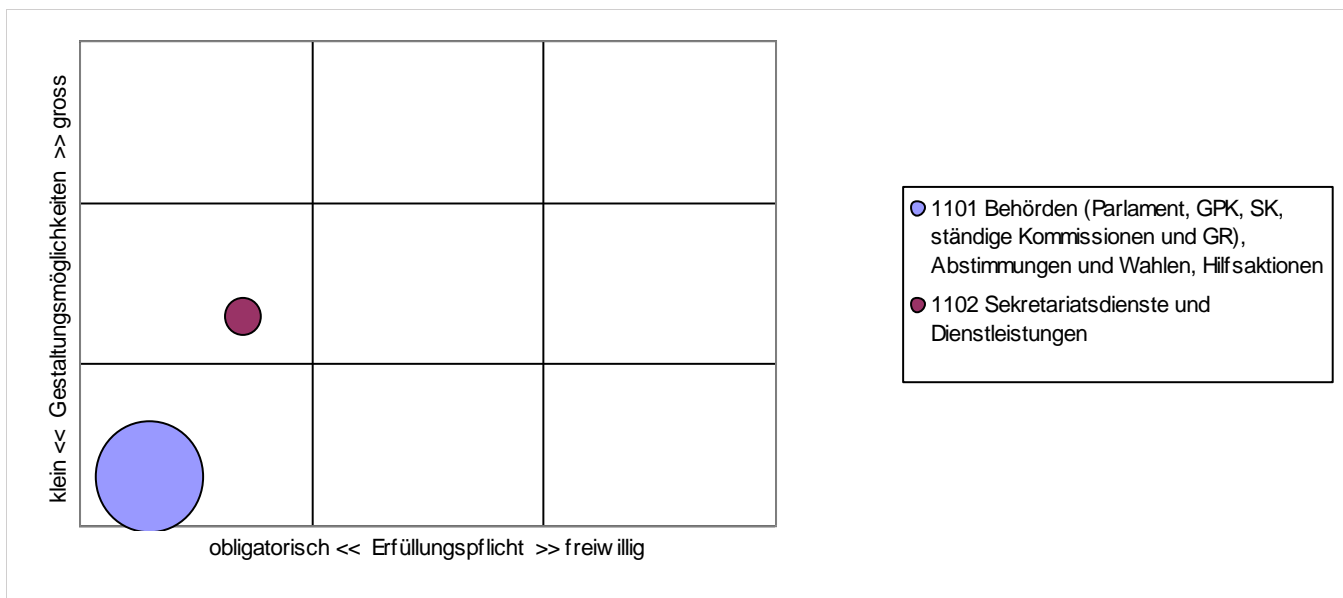 klein << Gestaltungsmöglichkeiten >> gross
obligatorisch << Erfüllungspflicht >> freiwillig
1101 Behörden (Parlament, GPK, SK,
ständige Kommissionen und GR),
Abstimmungen und Wahlen, Hilfsaktionen
1102 Sekretariatsdienste und
Dienstleistungen